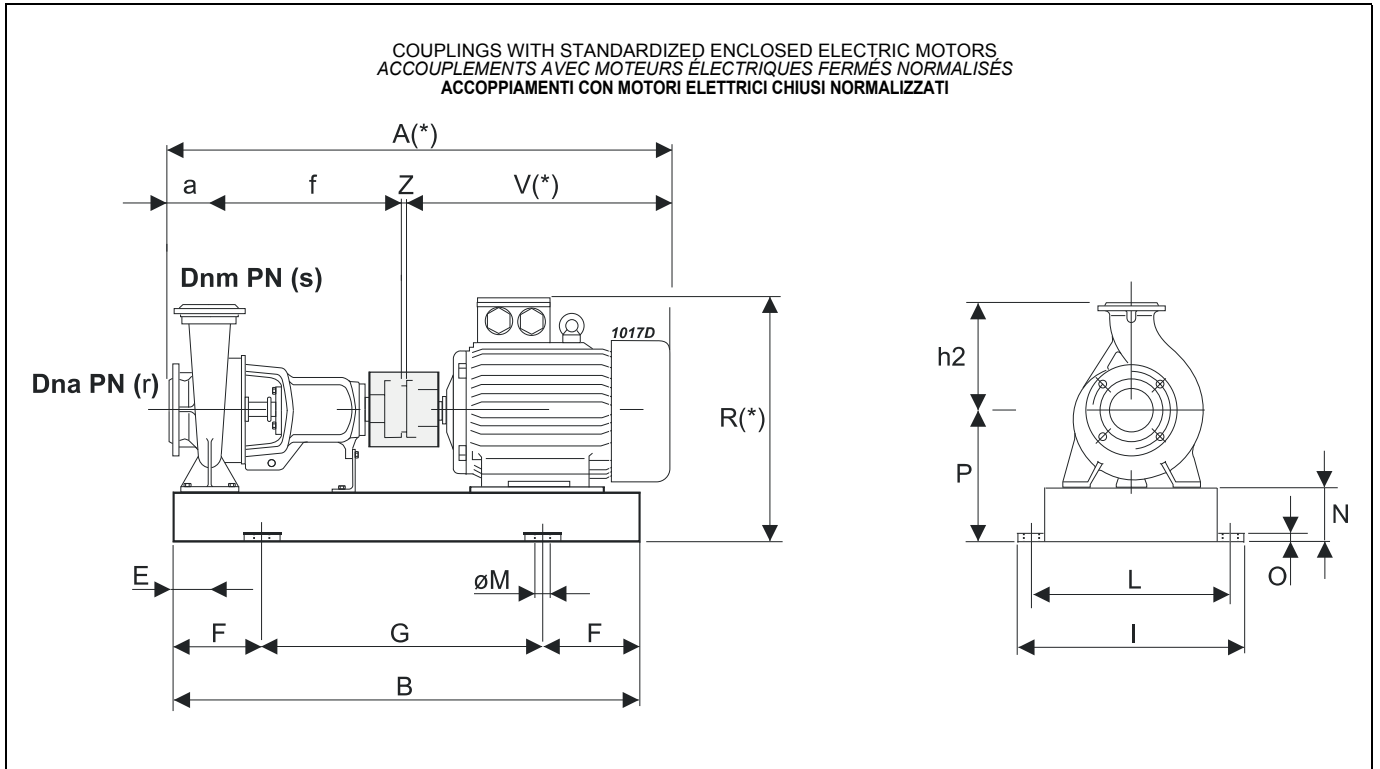 COUPLINGS WITH STANDARDIZED ENCLOSED ELECTRIC MOTORS
ACCOUPLEMENTS AVEC MOTEURS ÉLECTRIQUES FERMÉS NORMALISÉS
ACCOPPIAMENTI CON MOTORI ELETTRICI CHIUSI NORMALIZZATI
A(*)
a f Z V(*)
Dnm PN (s)
1017D
Dna PN (r)
R(*)
E
øM
F G F
B
h2
P
N
O
L
I